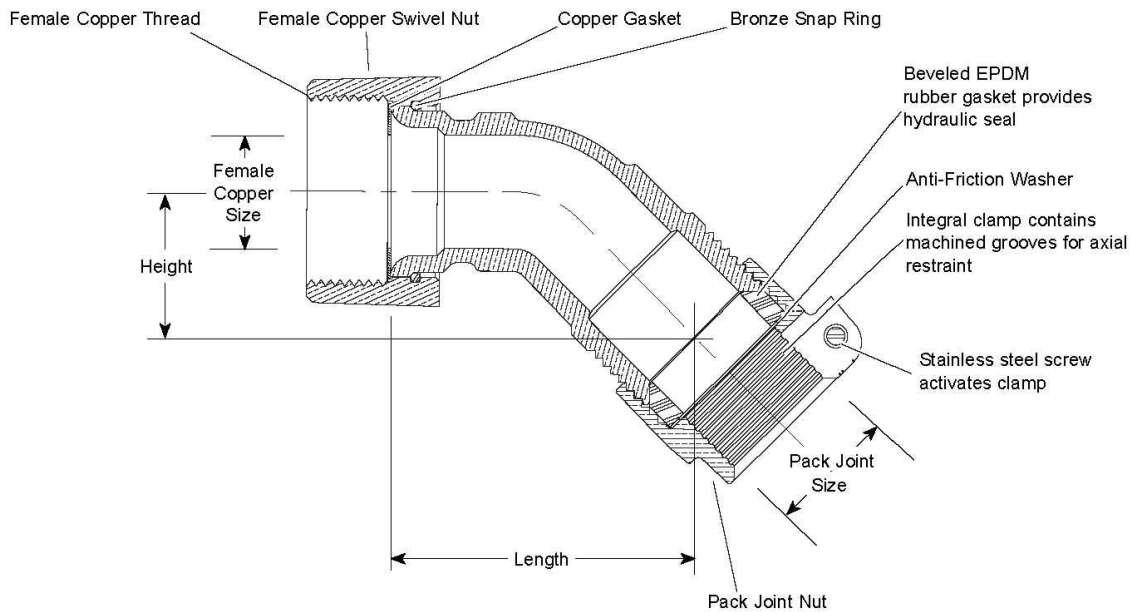 Female Copper Thread
Female Copper Swivel Nut
Copper Gasket
Bronze Snap Ring
Beveled EPDM
rubber gasket provides
hydraulic seal
Female
Copper
Size
Anti-Friction Washer
Integral clamp contains
machined grooves for axial
restraint
Height
Stainless steel screw
activates clamp
Pack Joint
Size
Length
Pack Joint Nut